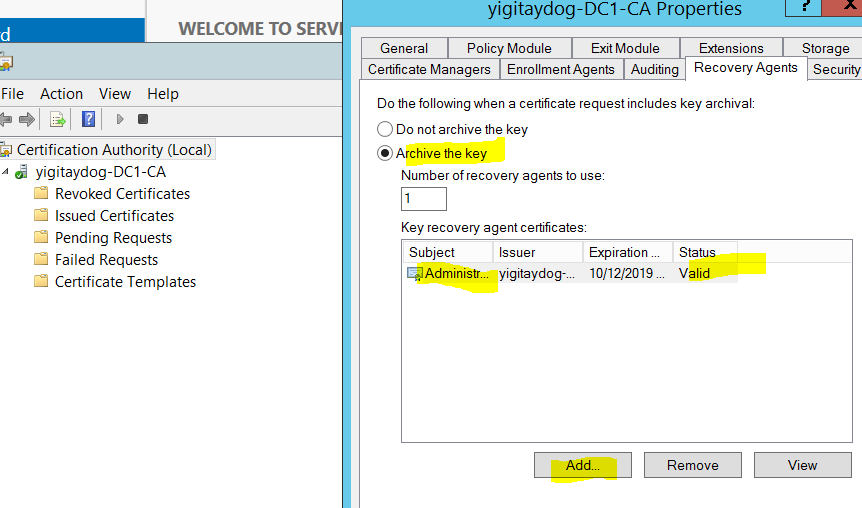 yigitaydog-DC1-CA Properties
?
X
rd
WELCOME TO SERV
File Action View Help
Certification Authority (Local)
yigitaydog-DC1-CA
Revoked Certificates
Issued Certificates
Pending Requests
Failed Requests
Certificate Templates
General Policy Module Exit Module Extensions Storage
Certificate Managers Enrollment Agents Auditing Recovery Agents Security
Do the following when a certificate request includes key archival:
Do not archive the key
Archive the key
Number of recovery agents to use:
1
Key recovery agent certificates:
Subject Issuer Expiration ... Status
Administr... yigitaydog-... 10/12/2019 ... Valid
Add... Remove View